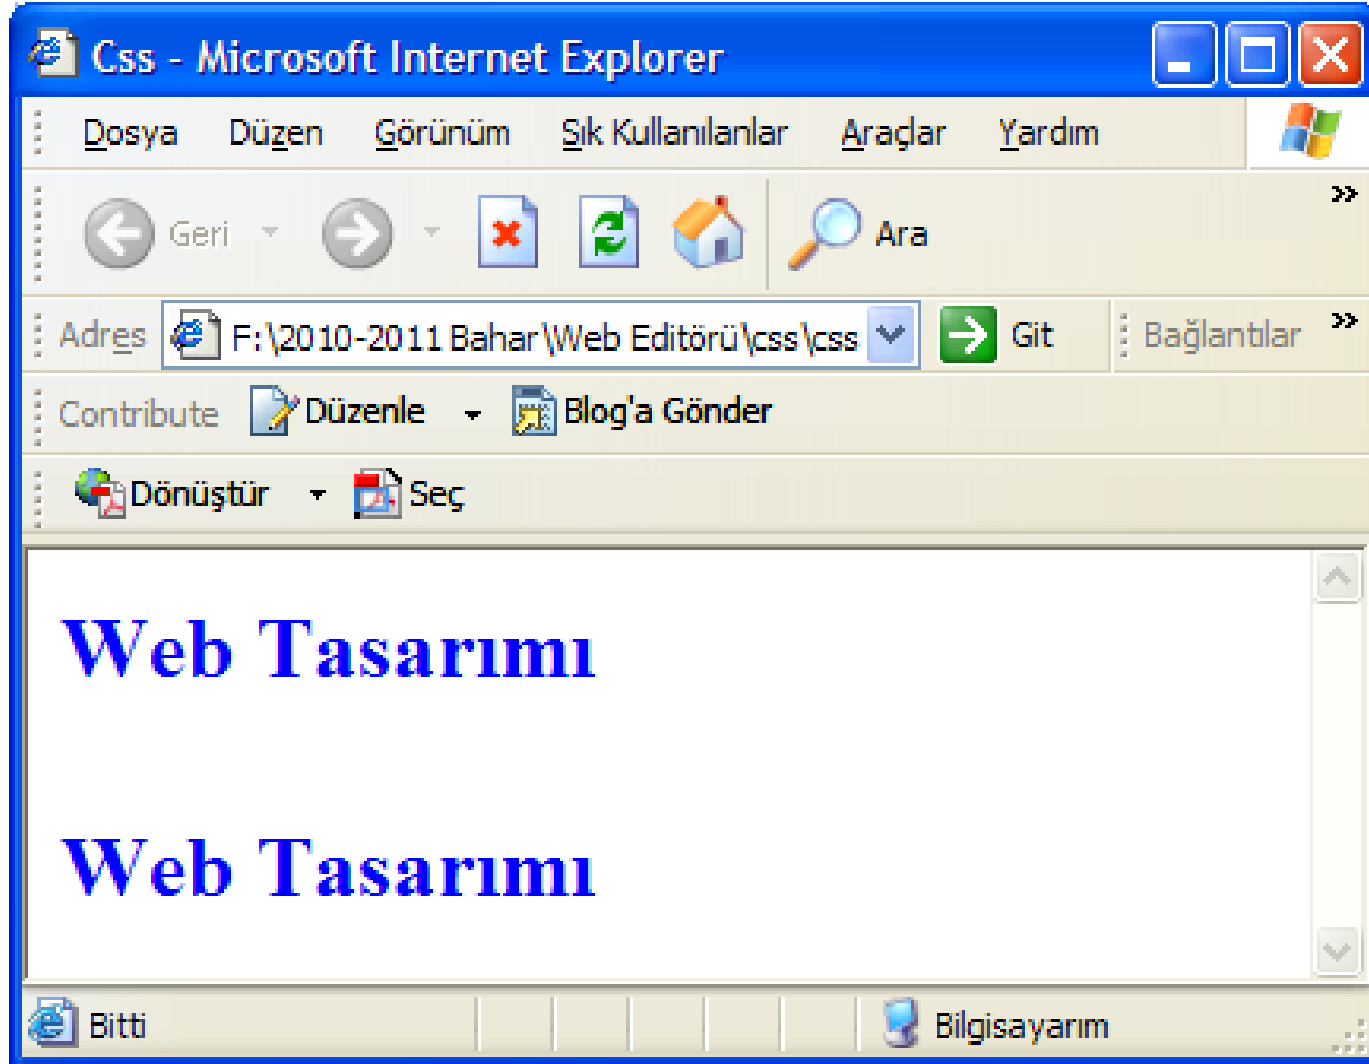 Css - Microsoft Internet Explorer
Dosya Düzen Görünüm Sık Kullanılanlar Araçlar Yardım
Geri Ara
Adres F:\2010-2011 Bahar\Web Editörü\css\css Git Bağlantılar
Contribute Düzenle Blog'a Gönder
Dönüştür Seç
Web Tasarımı
Web Tasarımı
Bitti Bilgisayarım